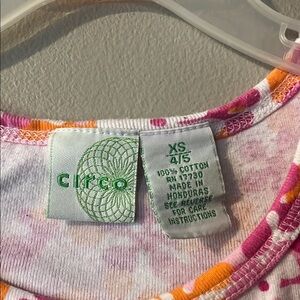 circo
XS
4/5
100% COTTON
RN 17730
MADE IN
HONDURAS
SEE REVERSE
FOR CARE
INSTRUCTIONS